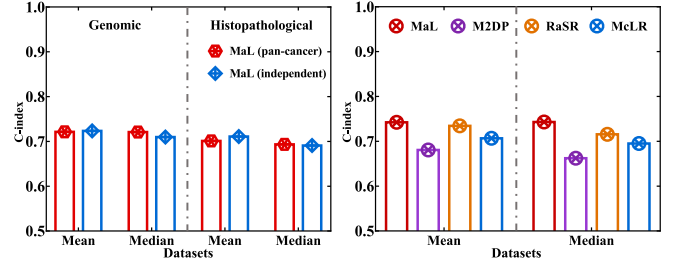 1.0
0.9
0.8
0.7
0.6
0.5
C-index
Genomic
Histopathological
MaL (pan-cancer)
MaL (independent)
Mean
Median
Mean
Median
Datasets
1.0
0.9
0.8
0.7
0.6
0.5
C-index
MaL
M2DP
RaSR
McLR
Mean
Median
Datasets